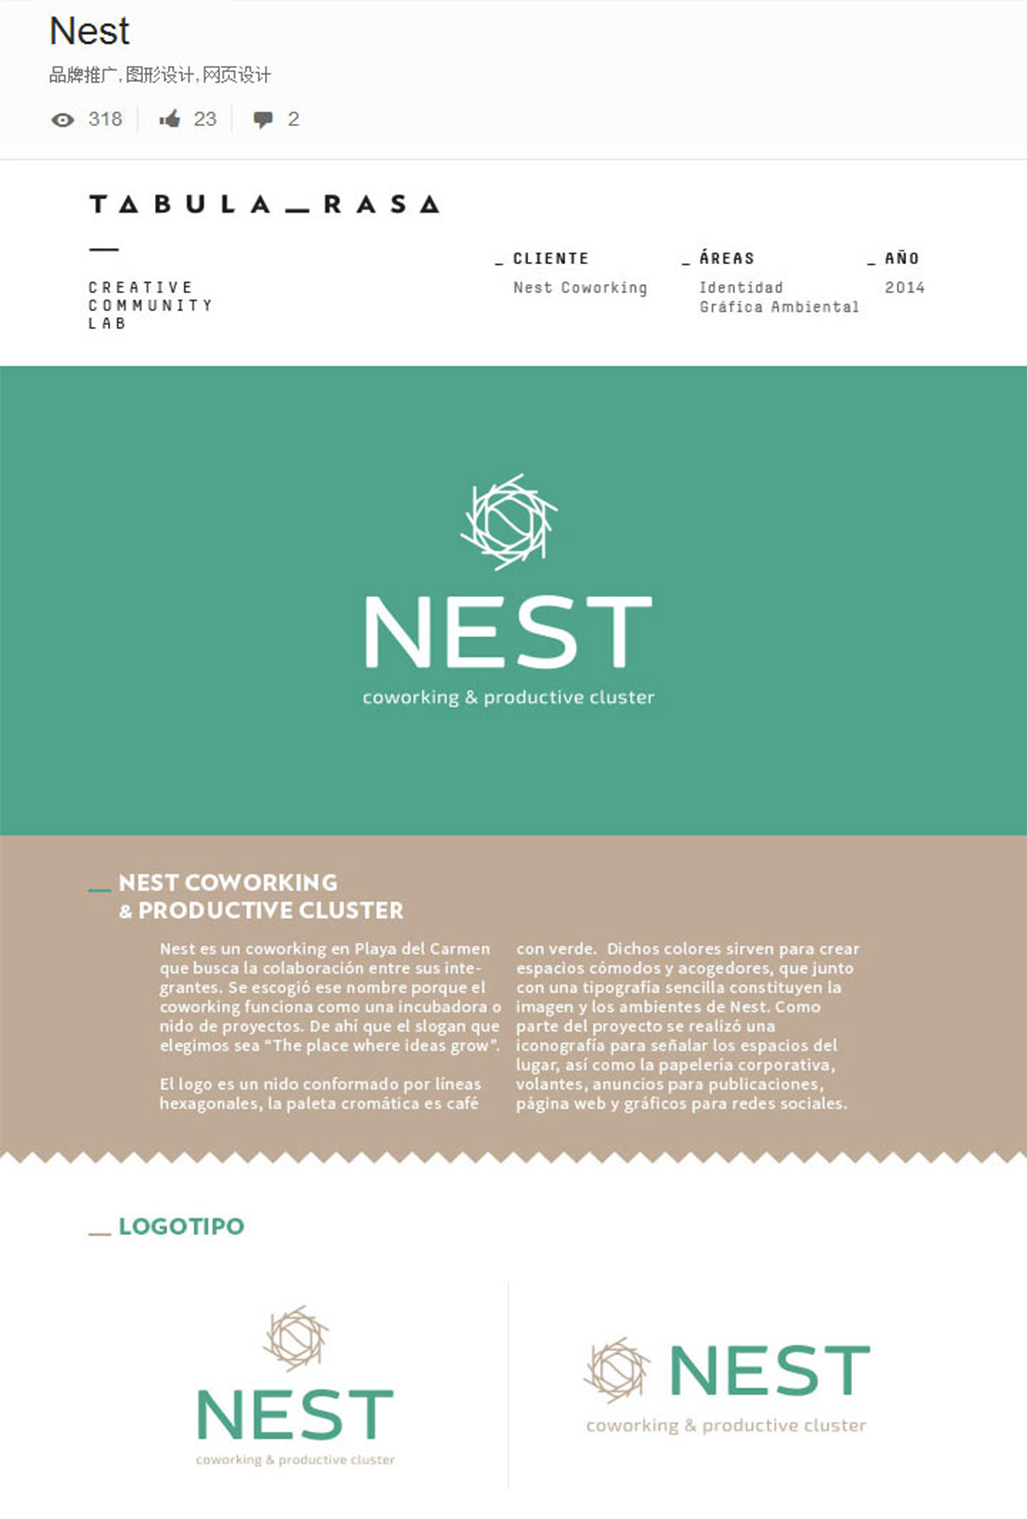 Nest
品牌推广, 图形设计, 网页设计
318 23 2
TABULA_RASA
CREATIVE
COMMUNITY
LAB
_ CLIENTE
Nest Coworking
_ ÁREAS
Identidad
Gráfica Ambiental
_ AÑO
2014
NEST
coworking & productive cluster
NEST COWORKING
& PRODUCTIVE CLUSTER
Nest es un coworking en Playa del Carmen
que busca la colaboración entre sus inte-
grantes. Se escogió ese nombre porque el
coworking funciona como una incubadora o
nido de proyectos. De ahí que el slogan que
elegimos sea “The place where ideas grow”.
El logo es un nido conformado por líneas
hexagonales, la paleta cromática es café
con verde. Dichos colores sirven para crear
espacios cómodos y acogedores, que junto
con una tipografía sencilla constituyen la
imagen y los ambientes de Nest. Como
parte del proyecto se realizó una
iconografía para señalar los espacios del
lugar, así como la papelería corporativa,
volantes, anuncios para publicaciones,
página web y gráficos para redes sociales.
LOGOTIPO
NEST
coworking & productive cluster
NEST
coworking & productive cluster